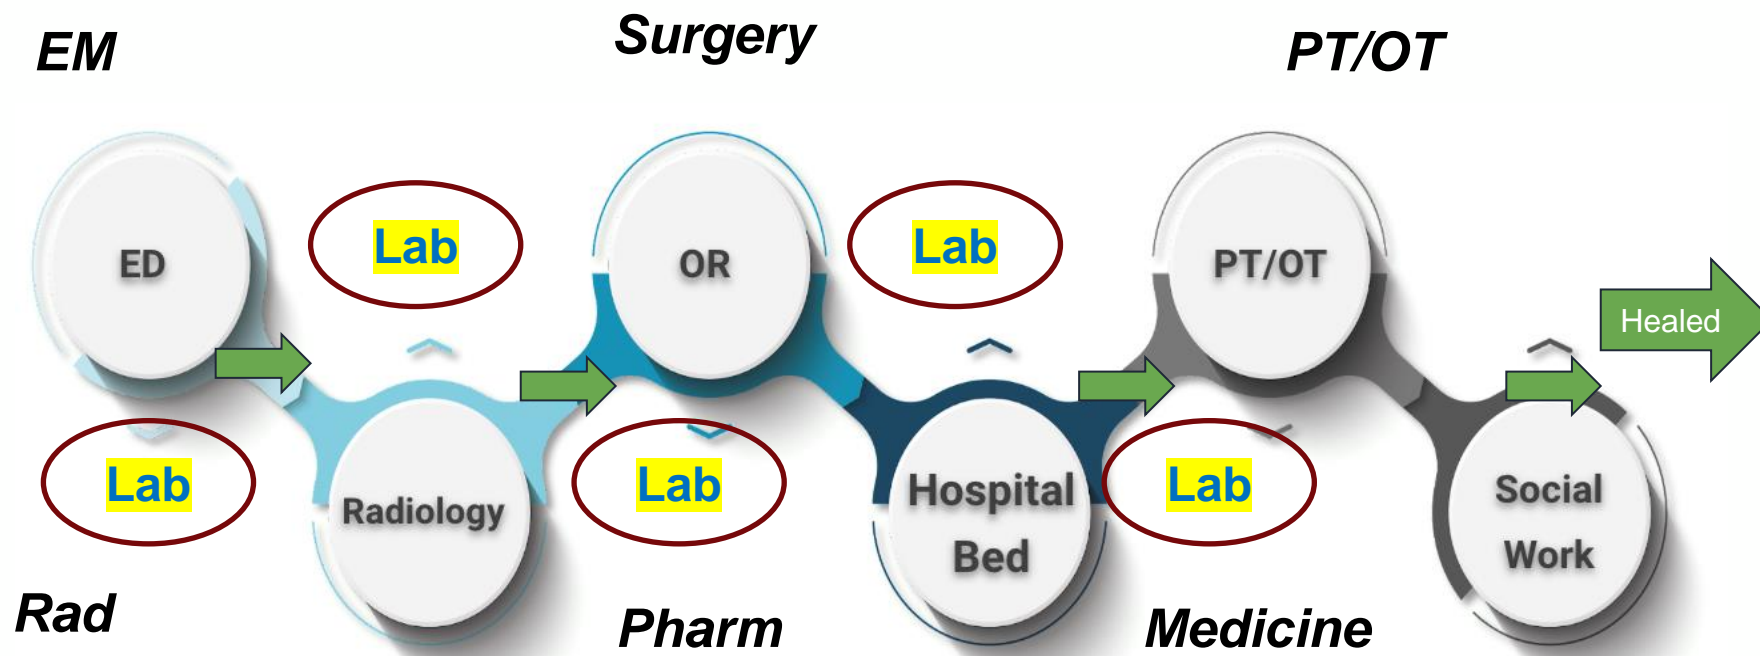 EM
Surgery
PT/OT
ED
Lab
OR
Lab
PT/OT
Healed
Lab
Radiology
Lab
Hospital
Bed
Lab
Social
Work
Rad
Pharm
Medicine